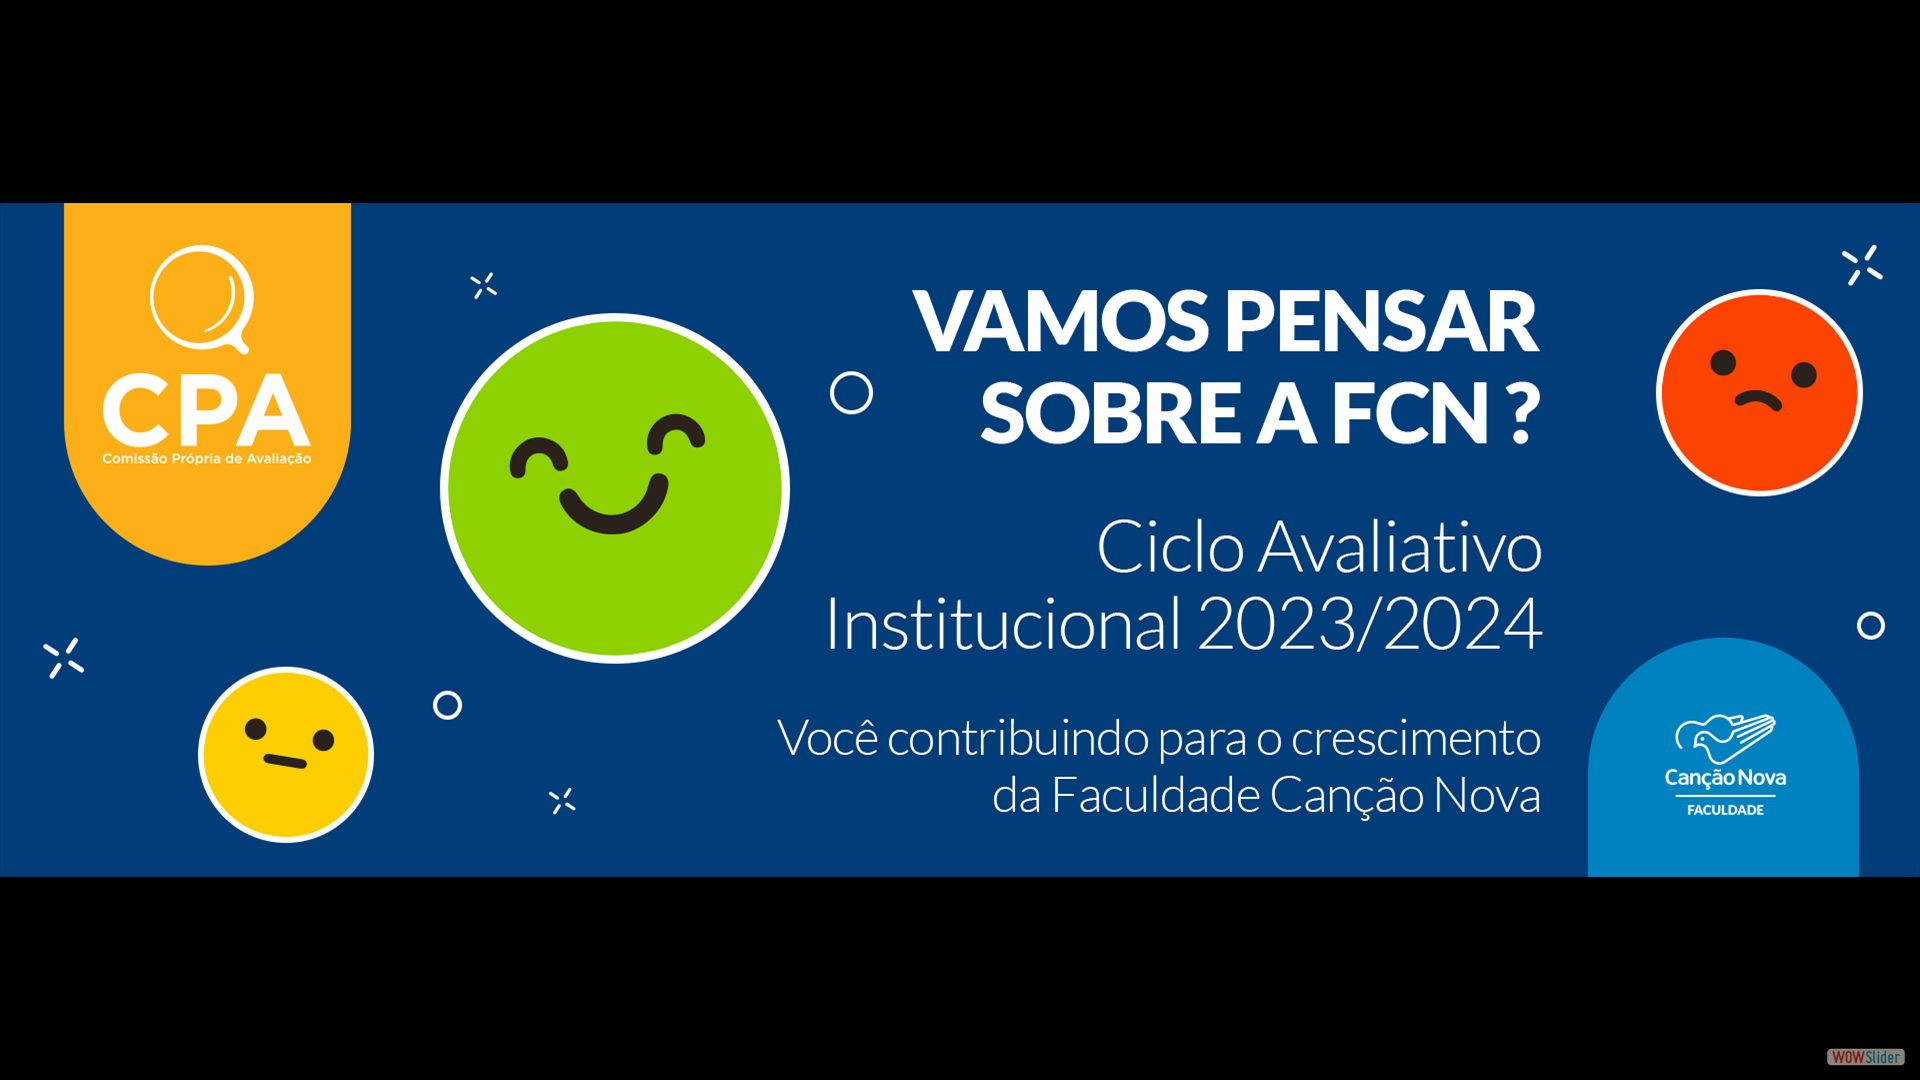 CPA
Comissão Própria de Avaliação
VAMOS PENSAR
SOBRE A FCN ?
Ciclo Avaliativo
Institucional 2023/2024
Você contribuindo para o crescimento
da Faculdade Canção Nova
Canção Nova
FACULDADE
WOWSlider